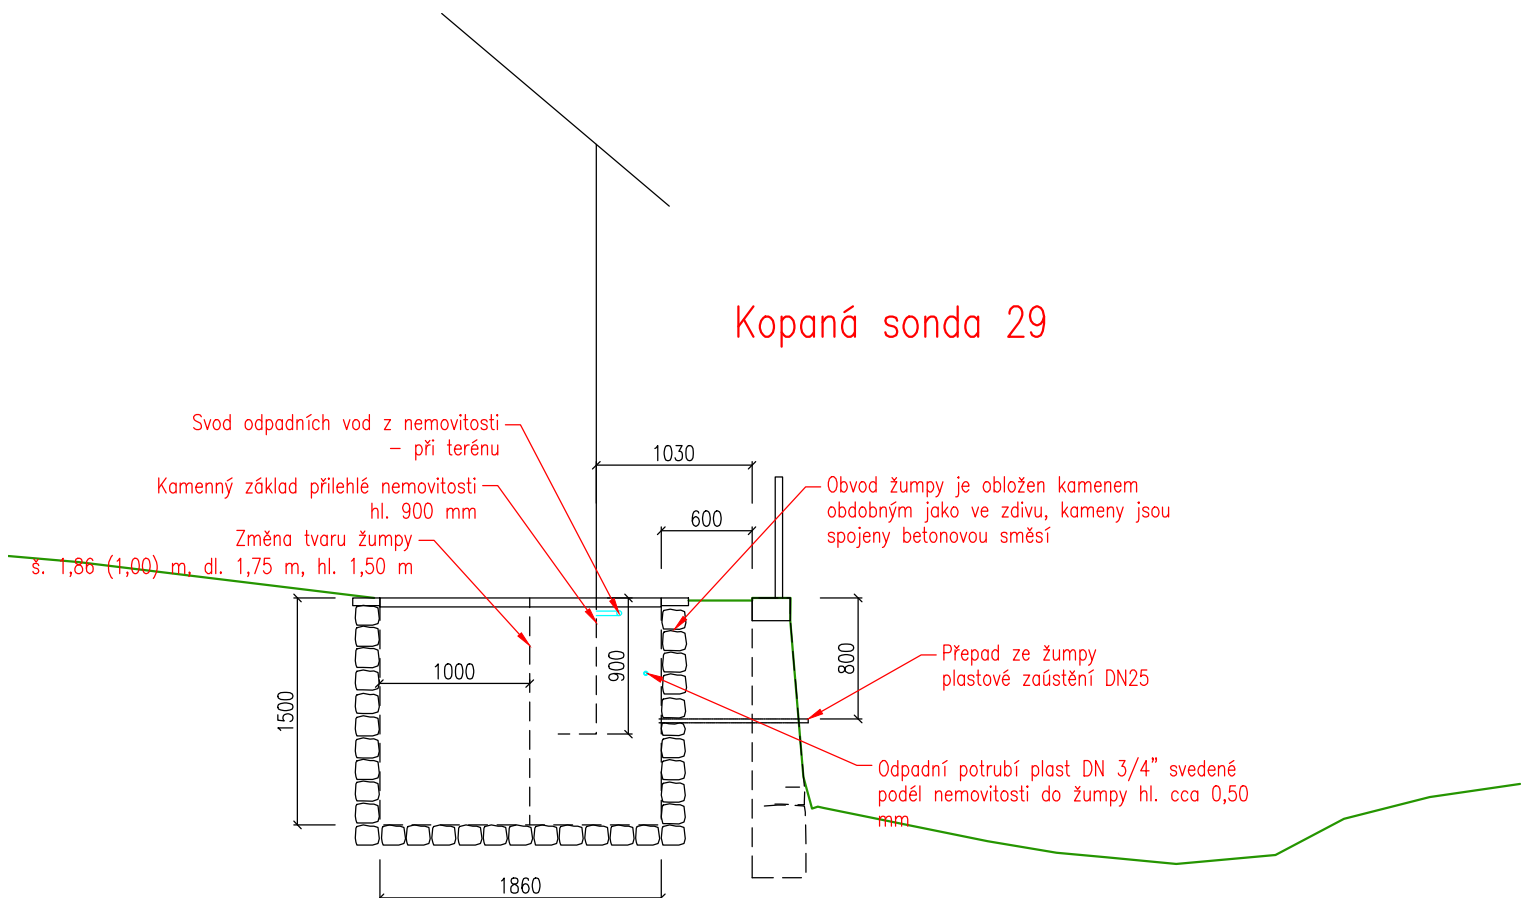 Kopaná sonda 29
Svod odpadních vod z nemovitosti
– při terénu
Kamenný základ přilehlé nemovitosti
hl. 900 mm
Změna tvaru žumpy
š. 1,86 (1,00) m, dl. 1,75 m, hl. 1,50 m
1030
600
Obvod žumpy je obložen kamenem
obdobným jako ve zdivu, kameny jsou
spojeny betonovou směsí
1500
1000
900
800
Přepad ze žumpy
plastové zaústění DN25
Odpadní potrubí plast DN 3/4" svedené
podél nemovitosti do žumpy hl. cca 0,50
mm
1860